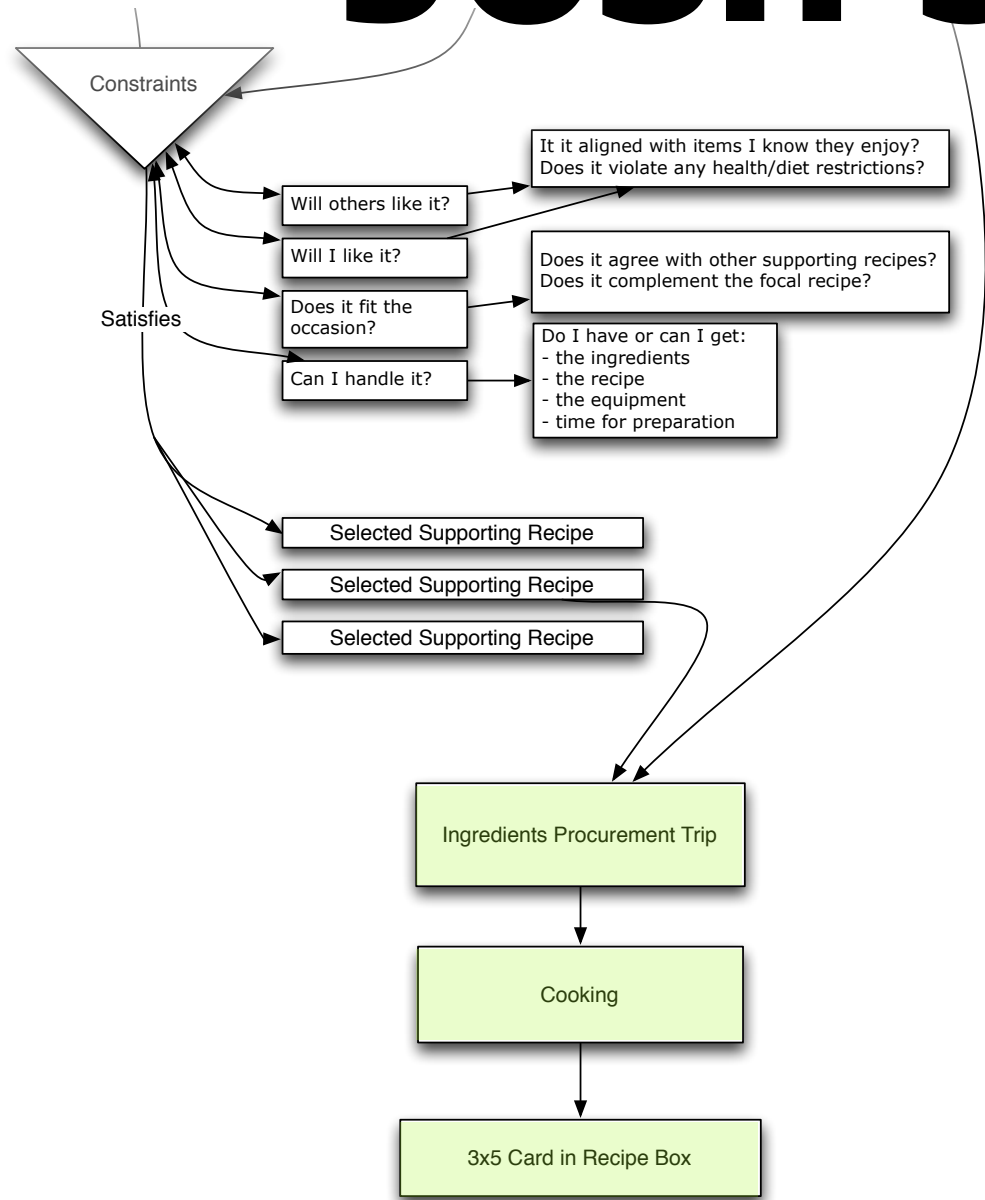 Constraints
It it aligned with items I know they enjoy?
Does it violate any health/diet restrictions?
Will others like it?
Will I like it?
Does it agree with other supporting recipes?
Does it complement the focal recipe?
Does it fit the
occasion?
Satisfies
Do I have or can I get:
- the ingredients
- the recipe
- the equipment
- time for preparation
Can I handle it?
Selected Supporting Recipe
Selected Supporting Recipe
Selected Supporting Recipe
Ingredients Procurement Trip
Cooking
3x5 Card in Recipe Box